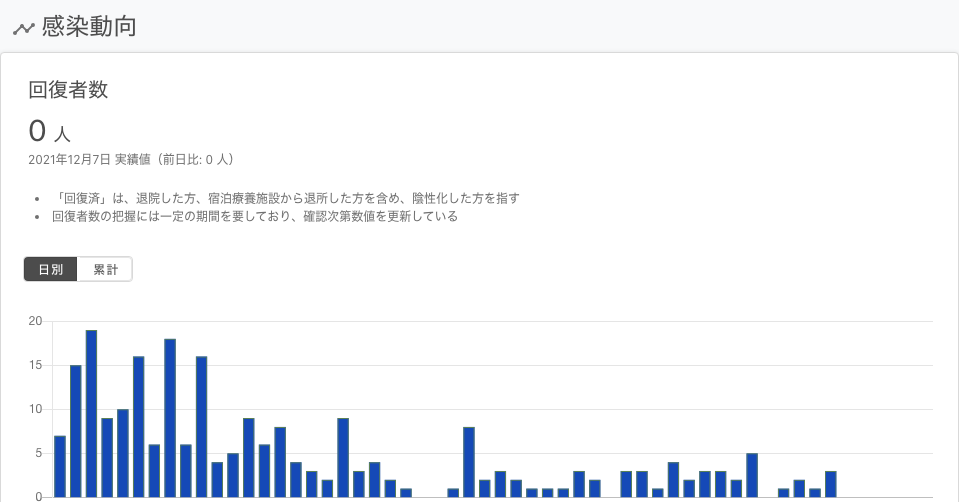 感染動向
回復者数
0 人
2021年12月7日 実績値（前日比: 0 人）
「回復済」は、退院した方、宿泊療養施設から退所した方を含め、陰性化した方を指す
回復者数の把握には一定の期間を要しており、確認次第数値を更新している
日別 累計
20
15
10
5
0